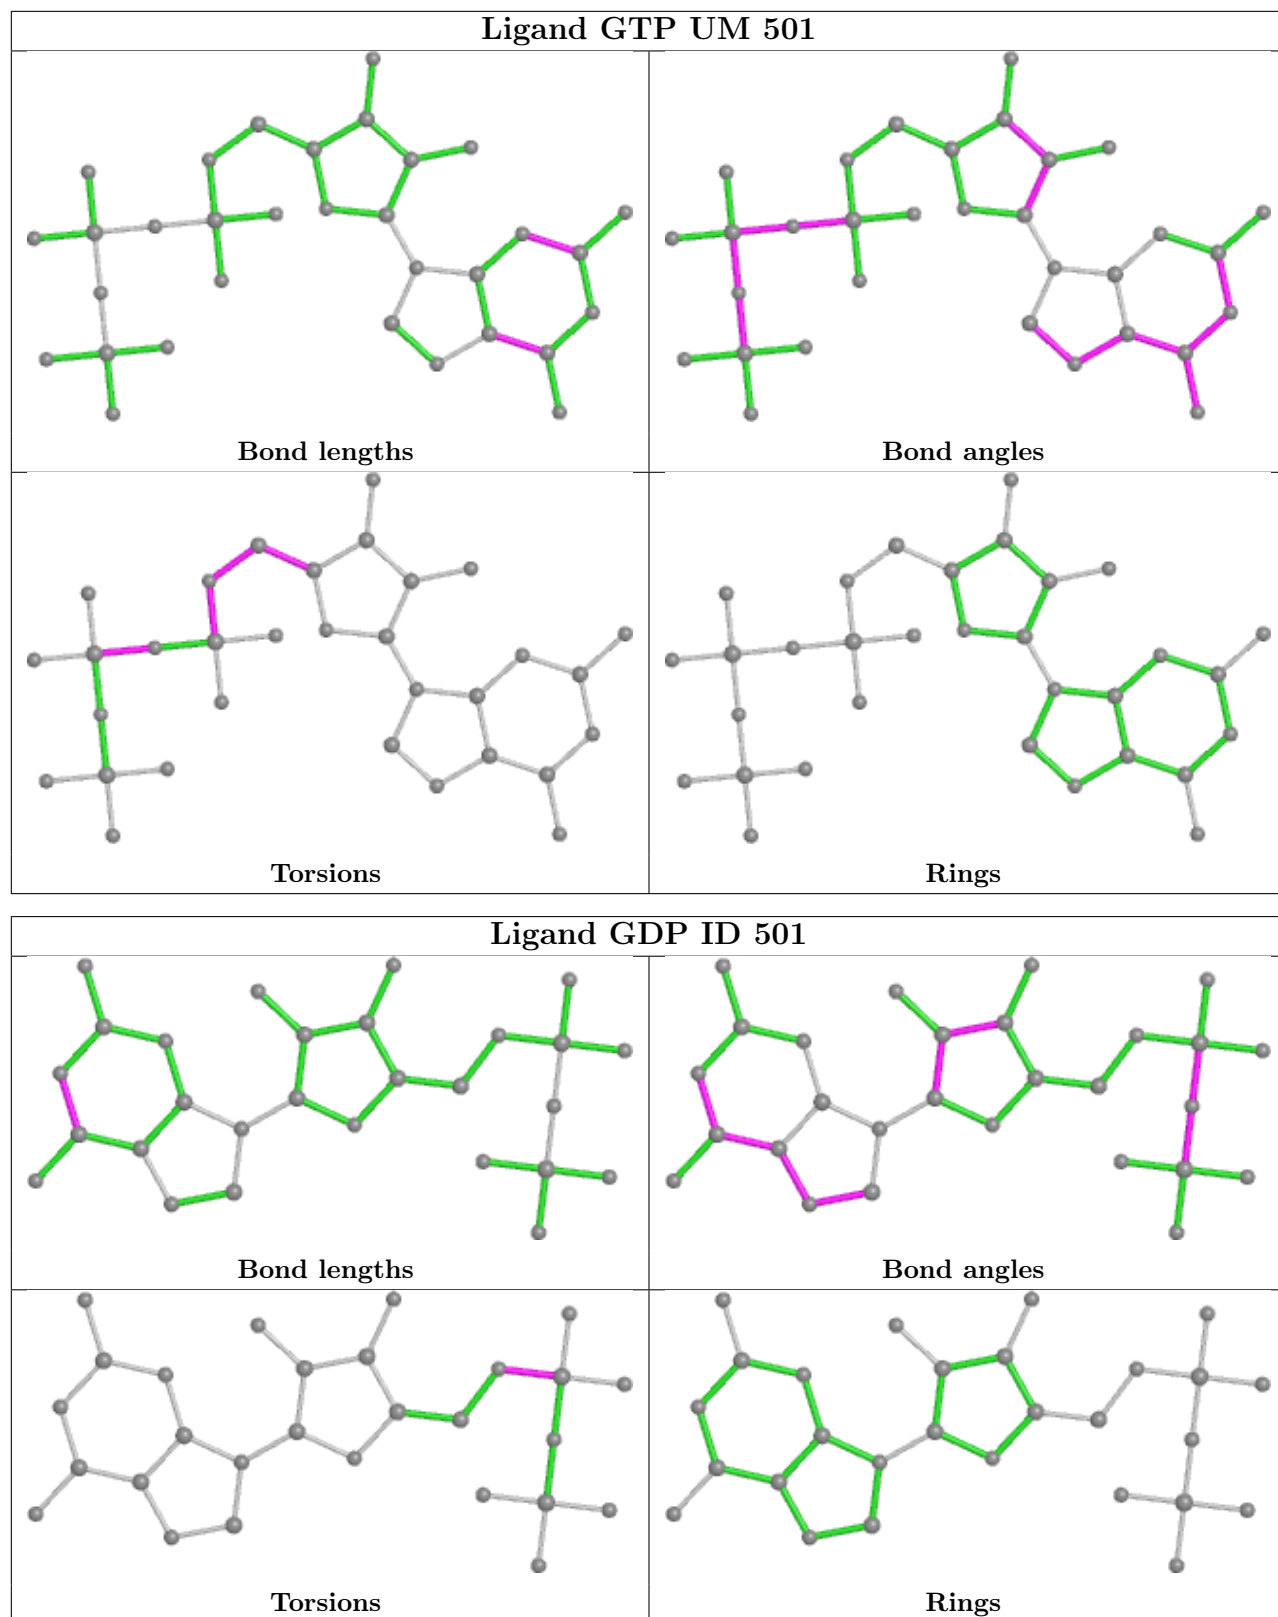 Ligand GTP UM 501
Bond lengths
Bond angles
Torsions
Rings
Ligand GDP ID 501
Bond lengths
Bond angles
Torsions
Rings